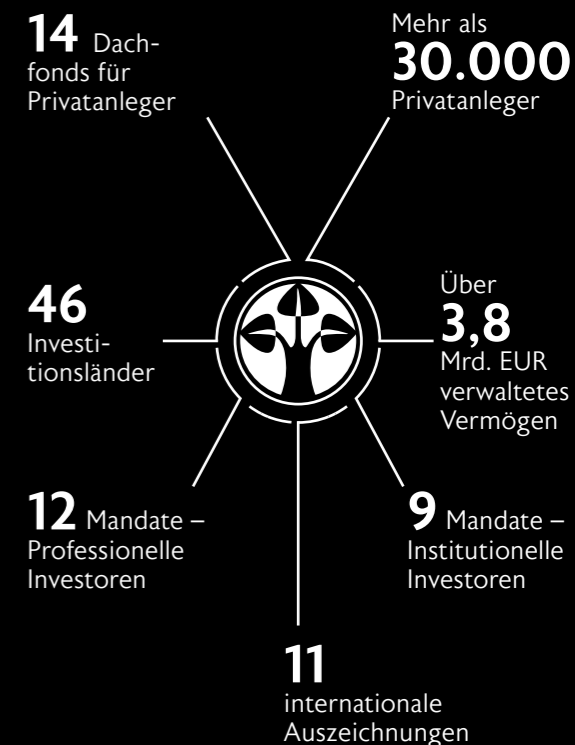 14 Dach-
fonds für
Privatanleger
Mehr als
30.000
Privatanleger
46
Investi-
tionsländer
Über
3,8
Mrd. EUR
verwaltetes
Vermögen
12 Mandate –
Professionelle
Investoren
9 Mandate –
Institutionelle
Investoren
11
internationale
Auszeichnungen